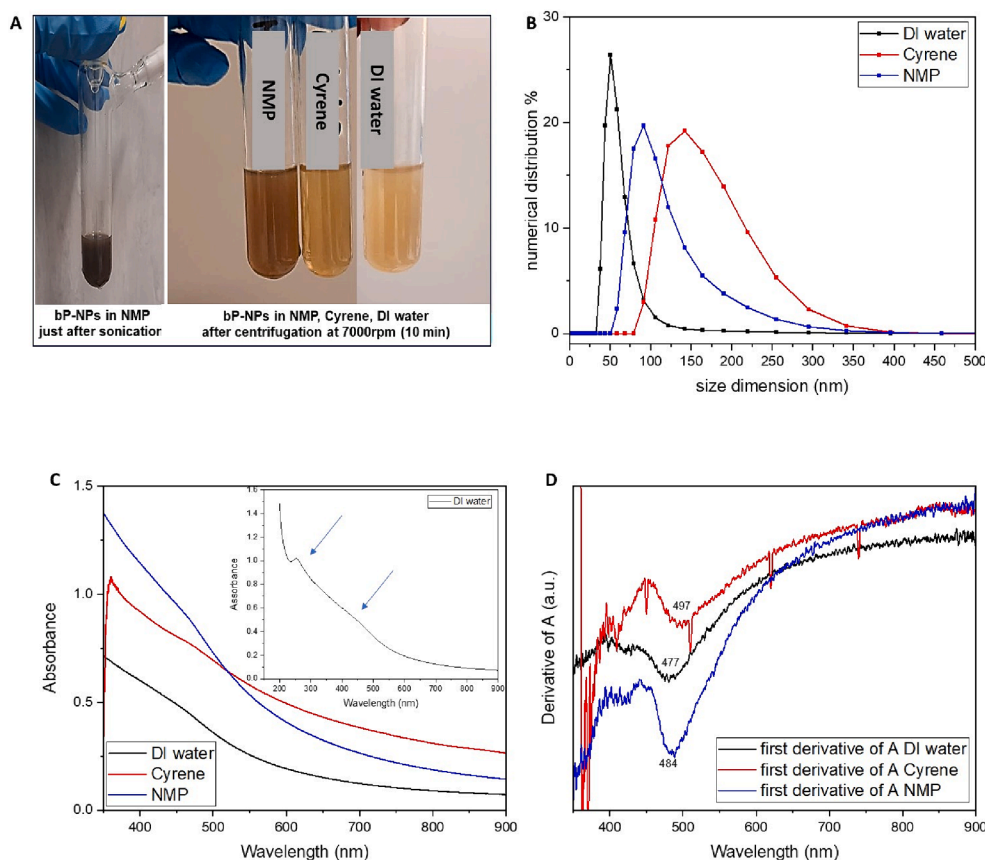 A
NMP
Cyrene
DI water
bP-NPs in NMP
just after sonicatior
bP-NPs in NMP, Cyrene, DI water
after centrifugation at 7000rpm (10 min)
B
numerical distribution %
30
20
10
0
DI water
Cyrene
NMP
0 50 100 150 200 250 300 350 400 450 500
size dimension (nm)
C
Absorbance
1.5
1.0
0.5
0.0
DI water
Cyrene
NMP
400 500 600 700 800 900
Wavelength (nm)
Absorbance
1.6
1.4
1.2
1.0
0.8
0.6
0.4
0.2
0.0
DI water
200 300 400 500 600 700 800 900
Wavelength (nm)
D
Derivative of A (a.u.)
497
477
484
first derivative of A DI water
first derivative of A Cyrene
first derivative of A NMP
400 500 600 700 800 900
Wavelength (nm)